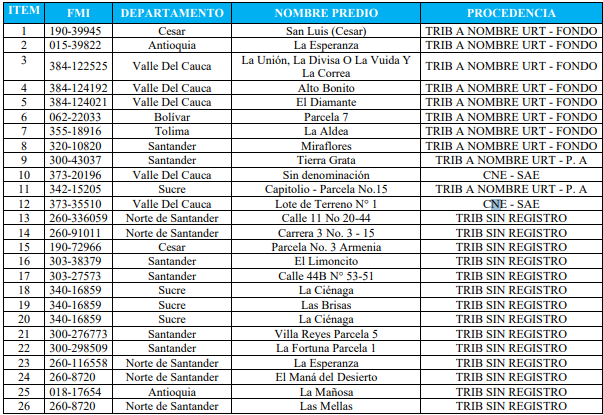 ITEM FMI DEPARTAMENTO NOMBRE PREDIO PROCEDENCIA
1 190-39945 Cesar San Luis (Cesar) TRIB A NOMBRE URT - FONDO
2 015-39822 Antioquia La Esperanza TRIB A NOMBRE URT - FONDO
3 384-122525 Valle Del Cauca La Unión, La Divisa O La Vuida Y
La Correa TRIB A NOMBRE URT - FONDO
4 384-124192 Valle Del Cauca Alto Bonito TRIB A NOMBRE URT - FONDO
5 384-124021 Valle Del Cauca El Diamante TRIB A NOMBRE URT - FONDO
6 062-22033 Bolívar Parcela 7 TRIB A NOMBRE URT - FONDO
7 355-18916 Tolima La Aldea TRIB A NOMBRE URT - FONDO
8 320-10820 Santander Miraflores TRIB A NOMBRE URT - FONDO
9 300-43037 Santander Tierra Grata TRIB A NOMBRE URT - P. A
10 373-20196 Valle Del Cauca Sin denominación CNE - SAE
11 342-15205 Sucre Capitolio - Parcela No.15 TRIB A NOMBRE URT - P. A
12 373-35510 Valle Del Cauca Lote de Terreno N° 1 CNE - SAE
13 260-336059 Norte de Santander Calle 11 No 20-44 TRIB SIN REGISTRO
14 260-91011 Norte de Santander Carrera 3 No. 3 - 15 TRIB SIN REGISTRO
15 190-72966 Cesar Parcela No. 3 Armenia TRIB SIN REGISTRO
16 303-38379 Santander El Limoncito TRIB SIN REGISTRO
17 303-27573 Santander Calle 44B N° 53-51 TRIB SIN REGISTRO
18 340-16859 Sucre La Ciénaga TRIB SIN REGISTRO
19 340-16859 Sucre Las Brisas TRIB SIN REGISTRO
20 340-16859 Sucre La Ciénaga TRIB SIN REGISTRO
21 300-276773 Santander Villa Reyes Parcela 5 TRIB SIN REGISTRO
22 300-298509 Santander La Fortuna Parcela 1 TRIB SIN REGISTRO
23 260-116558 Norte de Santander La Esperanza TRIB SIN REGISTRO
24 260-8720 Norte de Santander El Maná del Desierto TRIB SIN REGISTRO
25 018-17654 Antioquia La Mañosa TRIB SIN REGISTRO
26 260-8720 Norte de Santander Las Mellas TRIB SIN REGISTRO